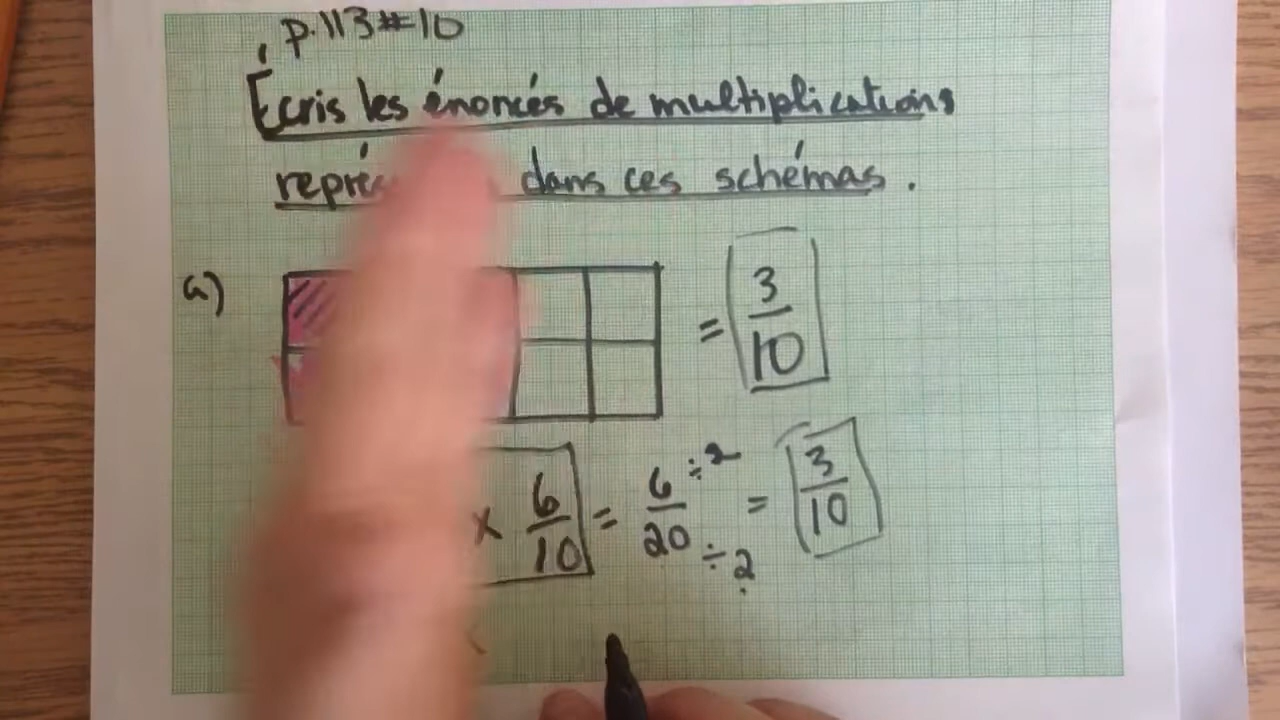 p.113 #10
Écris les énoncés de multiplications
dans ces schémas.
a)
= 3/10
x 6/10 = 6/20 ÷2 ÷2 = 3/10